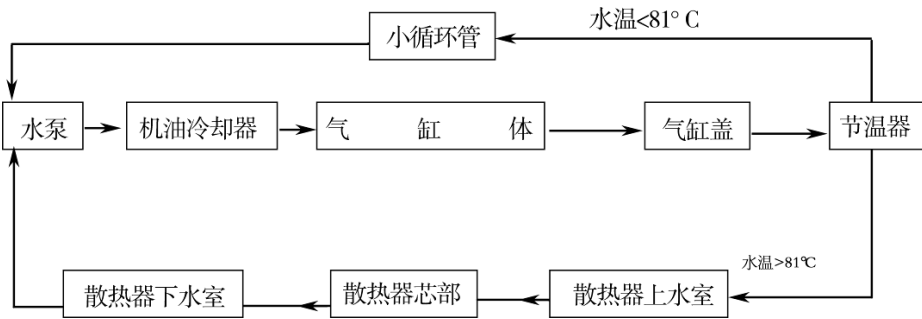 水温<81° C
小循环管
水泵
机油冷却器
气 缸 体
气缸盖
节温器
水温>81℃
散热器下水室
散热器芯部
散热器上水室